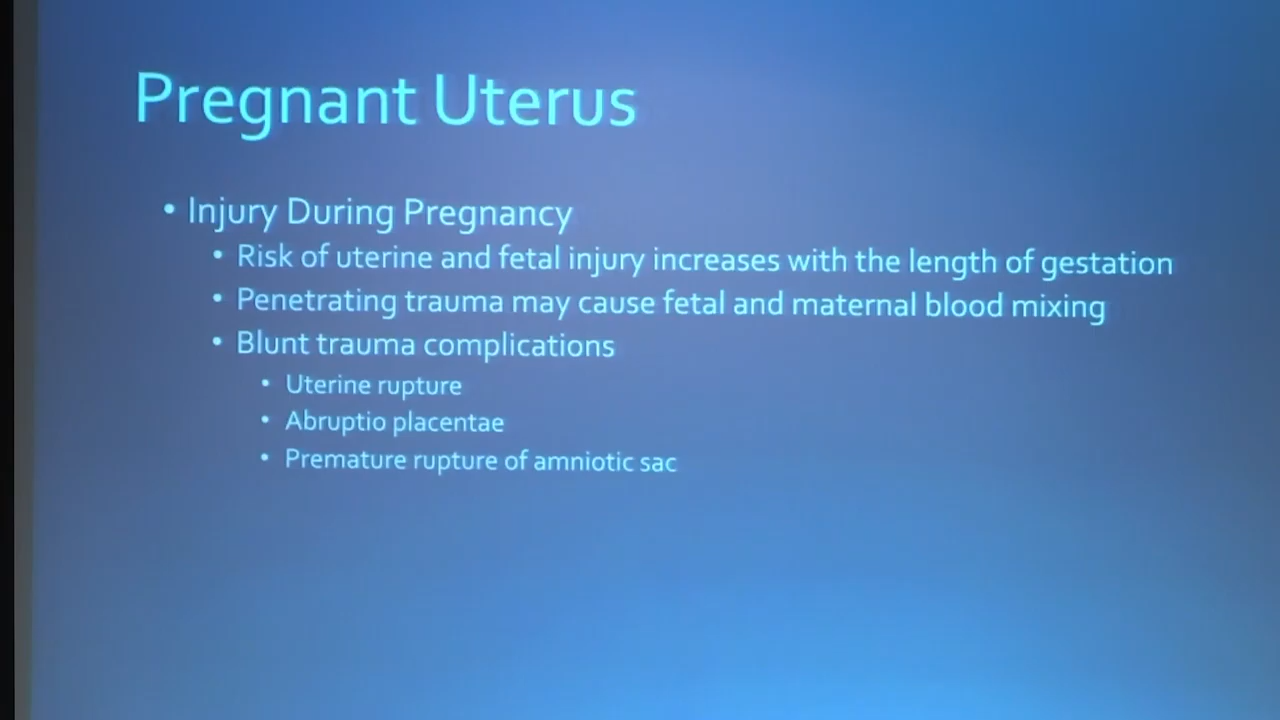 Pregnant Uterus
• Injury During Pregnancy
• Risk of uterine and fetal injury increases with the length of gestation
• Penetrating trauma may cause fetal and maternal blood mixing
• Blunt trauma complications
• Uterine rupture
• Abruptio placentae
• Premature rupture of amniotic sac